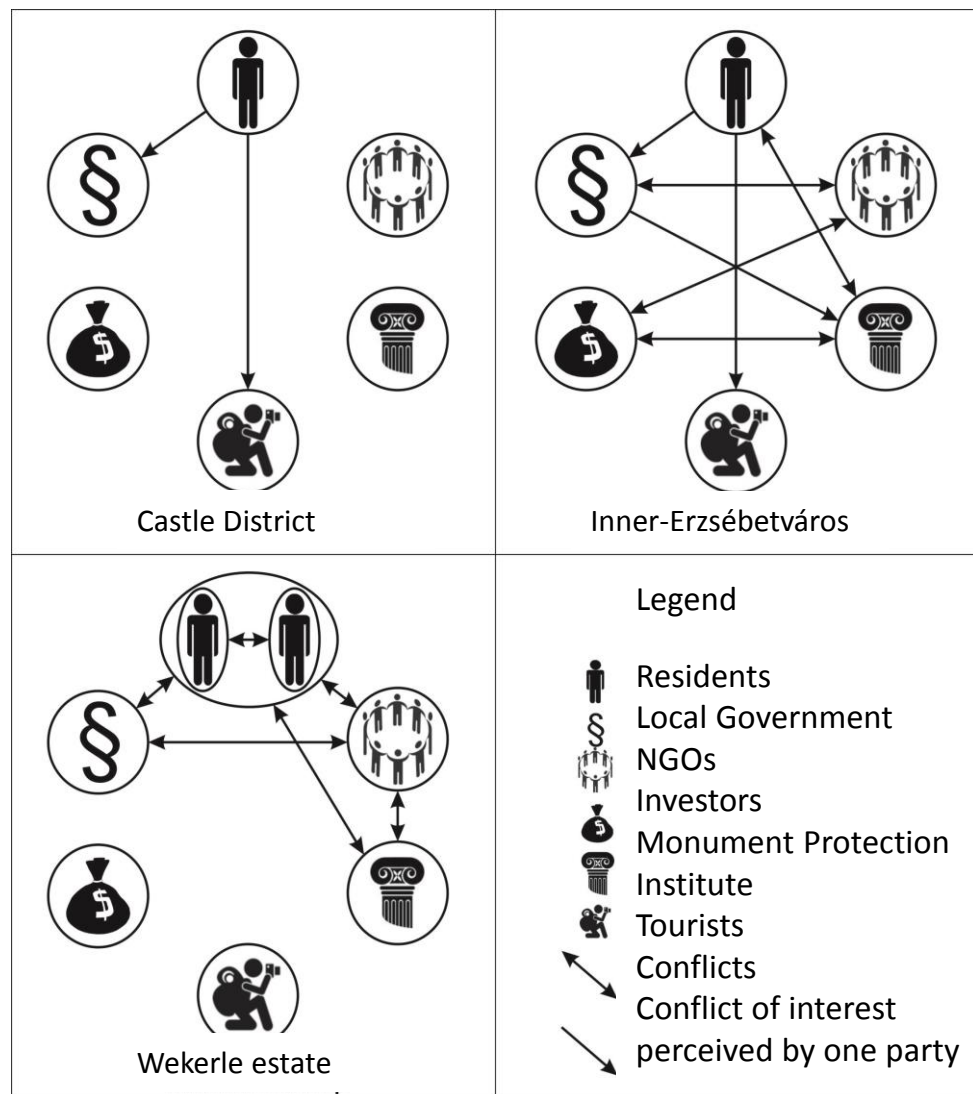 Castle District
Inner-Erzsébetváros
Wekerle estate
Legend
Residents
§ Local Government
NGOs
Investors
Monument Protection
Institute
Tourists
Conflicts
Conflict of interest
perceived by one party